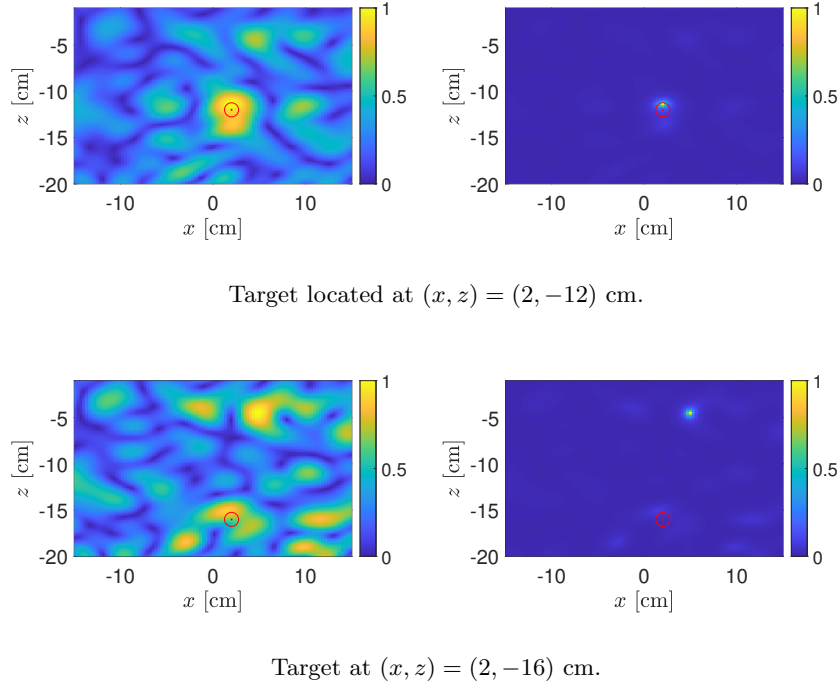 -5
-10
-15
-20
z [cm]
-10 0 10
x [cm]
1
0.5
0
-5
-10
-15
-20
z [cm]
-10 0 10
x [cm]
1
0.5
0
Target located at (x, z) = (2, −12) cm.
-5
-10
-15
-20
z [cm]
-10 0 10
x [cm]
1
0.5
0
-5
-10
-15
-20
z [cm]
-10 0 10
x [cm]
1
0.5
0
Target at (x, z) = (2, −16) cm.